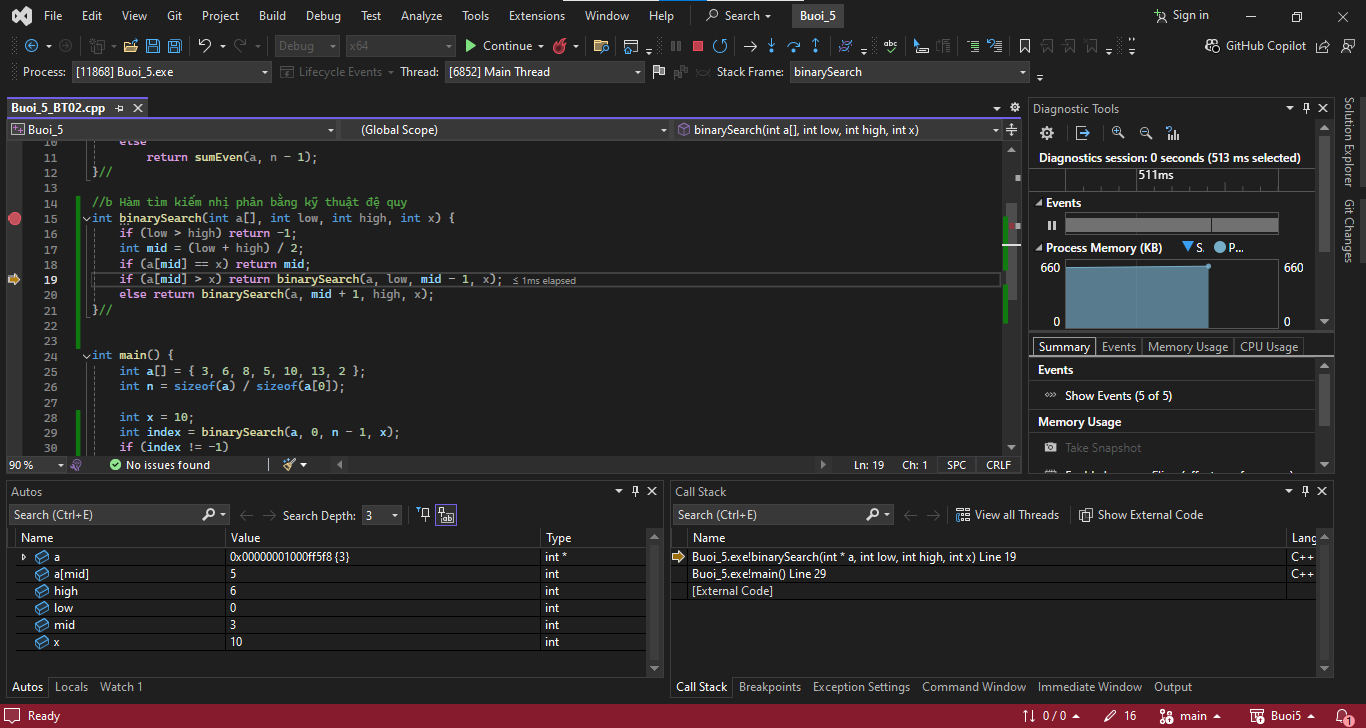 File Edit View Git Project Build Debug Test Analyze Tools Extensions Window Help Search Buoi_5 Sign in
Debug x64 Continue GitHub Copilot
Process: [11868] Buoi_5.exe Lifecycle Events Thread: [6852] Main Thread Stack Frame: binarySearch
Buoi_5_BT02.cpp
Buoi_5 (Global Scope) binarySearch(int a[], int low, int high, int x)
10 else
11 return sumEven(a, n - 1);
12 }//
13
14 //b Hàm tìm kiếm nhị phân bằng kỹ thuật đệ quy
15 int binarySearch(int a[], int low, int high, int x) {
16 if (low > high) return -1;
17 int mid = (low + high) / 2;
18 if (a[mid] == x) return mid;
19 if (a[mid] > x) return binarySearch(a, low, mid - 1, x); ≤ 1ms elapsed
20 else return binarySearch(a, mid + 1, high, x);
21 }//
22
23
24 int main() {
25 int a[] = { 3, 6, 8, 5, 10, 13, 2 };
26 int n = sizeof(a) / sizeof(a[0]);
27
28 int x = 10;
29 int index = binarySearch(a, 0, n - 1, x);
30 if (index != -1)
90 % No issues found Ln: 19 Ch: 1 SPC CRLF
Diagnostic Tools
Diagnostics session: 0 seconds (513 ms selected)
511ms
Events
Process Memory (KB) S. P...
660 660
0 0
Summary Events Memory Usage CPU Usage
Events
Show Events (5 of 5)
Memory Usage
Take Snapshot
Solution Explorer
Git Changes
Autos
Search (Ctrl+E) Search Depth: 3
Name Value Type
a 0x00000001000ff5f8 {3} int *
a[mid] 5 int
high 6 int
low 0 int
mid 3 int
x 10 int
Autos Locals Watch 1
Call Stack
Search (Ctrl+E) View all Threads Show External Code
Name Lang
Buoi_5.exe!binarySearch(int * a, int low, int high, int x) Line 19 C++
Buoi_5.exe!main() Line 29 C++
[External Code]
Call Stack Breakpoints Exception Settings Command Window Immediate Window Output
Ready 0 / 0 16 main Buoi5 1